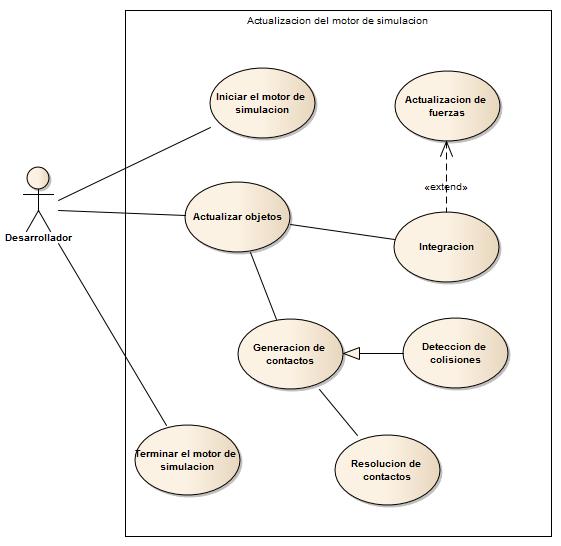 Actualizacion del motor de simulacion
Iniciar el motor de
simulacion
Actualizacion de
fuerzas
«extend»
Desarrollador
Actualizar objetos
Integracion
Generacion de
contactos
Deteccion de
colisiones
Terminar el motor de
simulacion
Resolucion de
contactos